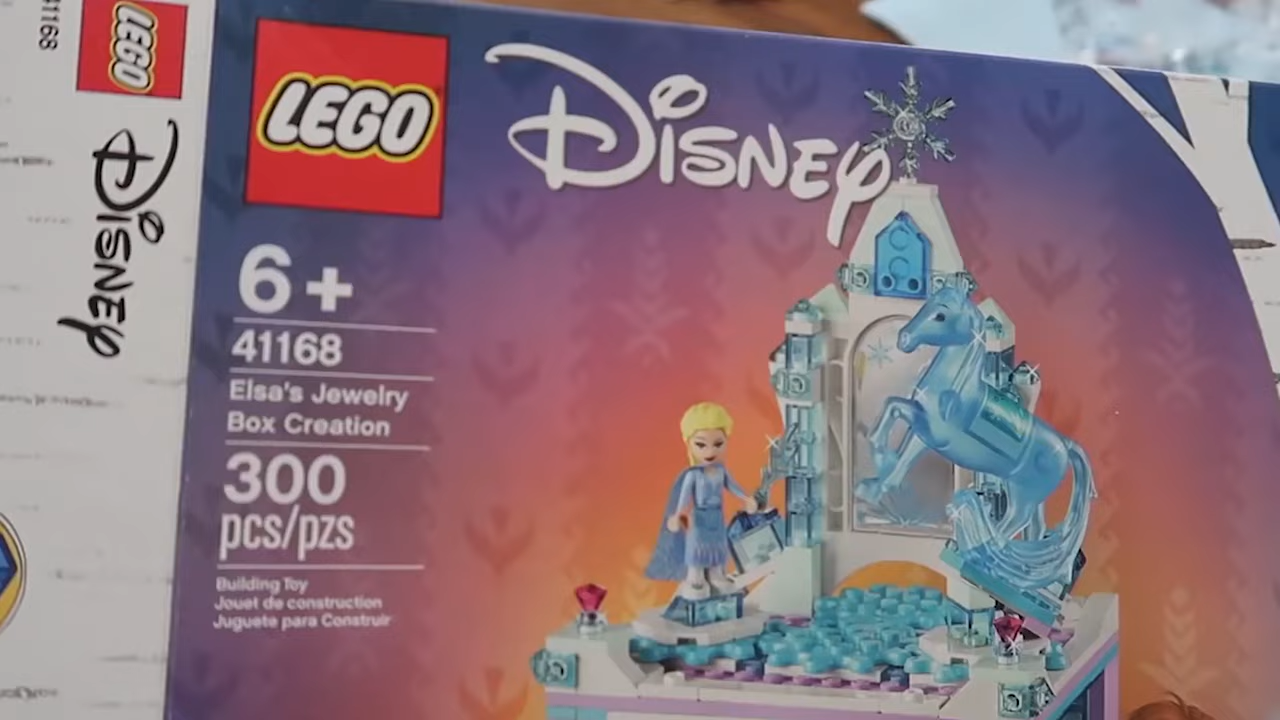 41168
LEGO
DISNEY
LEGO
DISNEY
6+
41168
Elsa's Jewelry
Box Creation
300
pcs/pzs
Building Toy
Jouet de construction
Juguete para Construir